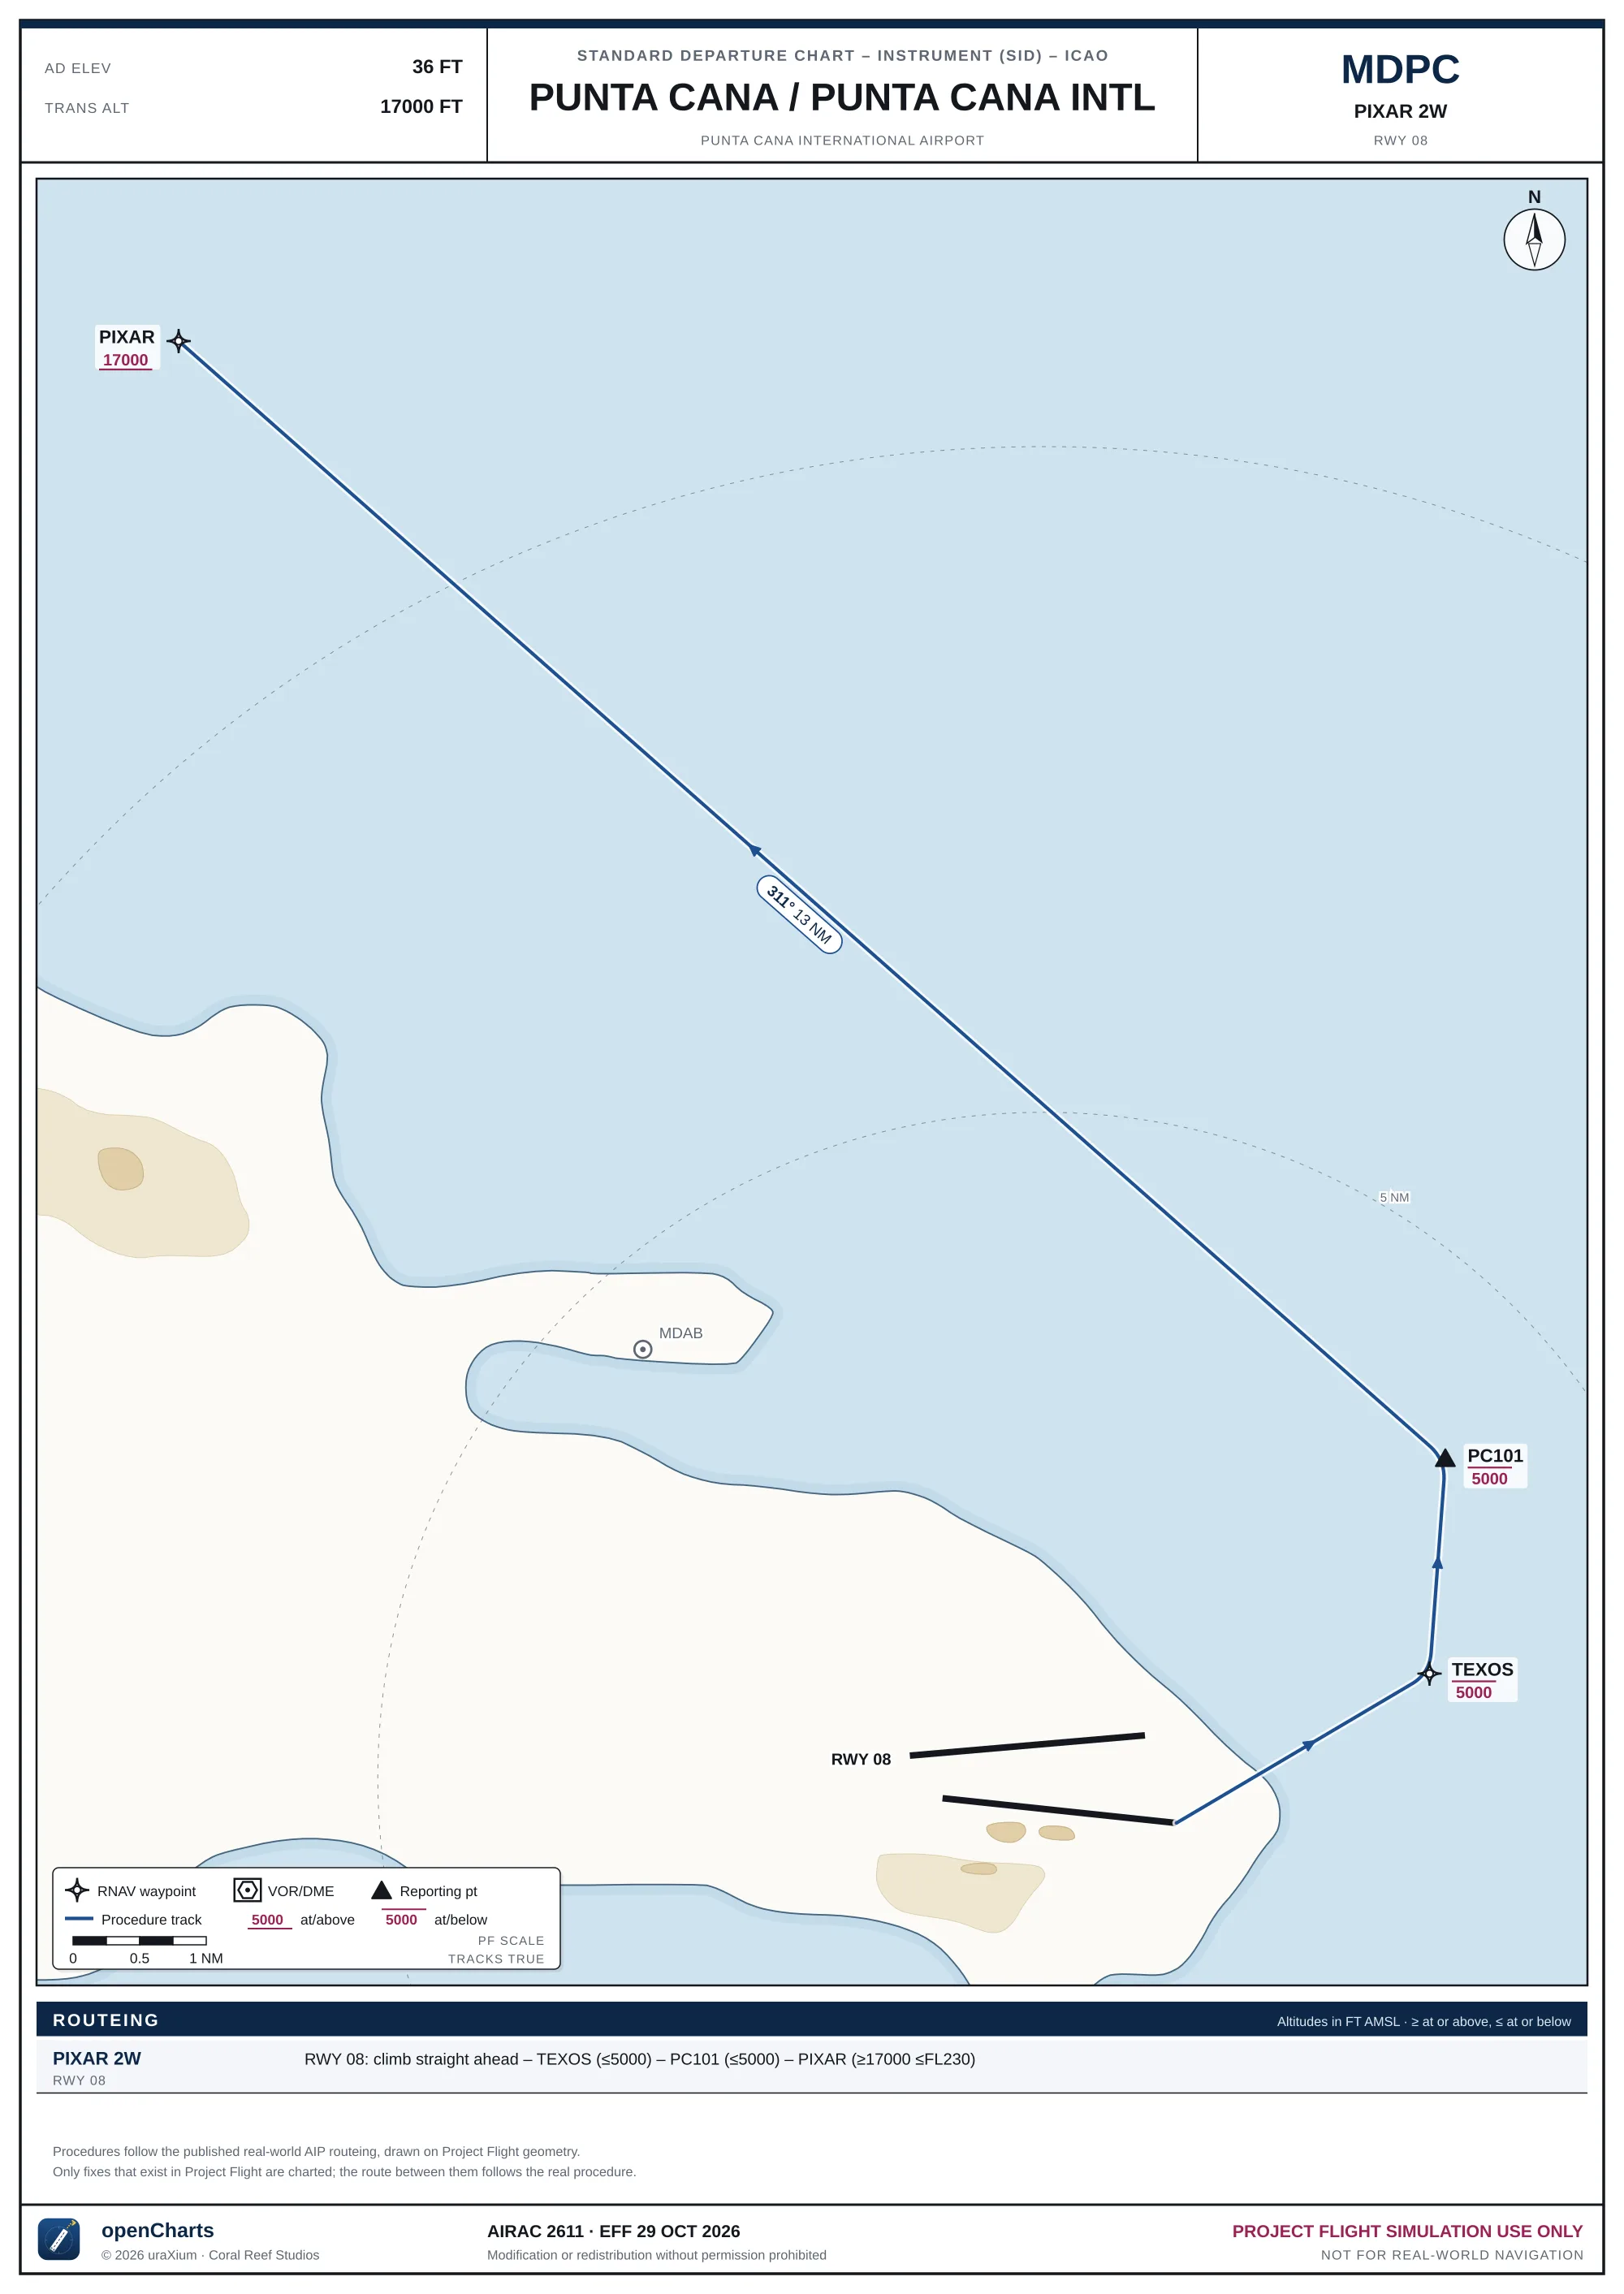 AD ELEV 36 FT
TRANS ALT 17000 FT
STANDARD DEPARTURE CHART – INSTRUMENT (SID) – ICAO
PUNTA CANA / PUNTA CANA INTL
PUNTA CANA INTERNATIONAL AIRPORT
MDPC
PIXAR 2W
RWY 08
N
PIXAR
17000
311° 13 NM
5 NM
MDAB
PC101
5000
TEXOS
5000
RWY 08
RNAV waypoint VOR/DME Reporting pt
Procedure track 5000 at/above 5000 at/below
PF SCALE
0 0.5 1 NM TRACKS TRUE
ROUTEING Altitudes in FT AMSL · ≥ at or above, ≤ at or below
PIXAR 2W RWY 08: climb straight ahead – TEXOS (≤5000) – PC101 (≤5000) – PIXAR (≥17000 ≤FL230)
RWY 08
Procedures follow the published real-world AIP routeing, drawn on Project Flight geometry.
Only fixes that exist in Project Flight are charted; the route between them follows the real procedure.
openCharts AIRAC 2611 · EFF 29 OCT 2026 PROJECT FLIGHT SIMULATION USE ONLY
© 2026 uraXium · Coral Reef Studios Modification or redistribution without permission prohibited NOT FOR REAL-WORLD NAVIGATION